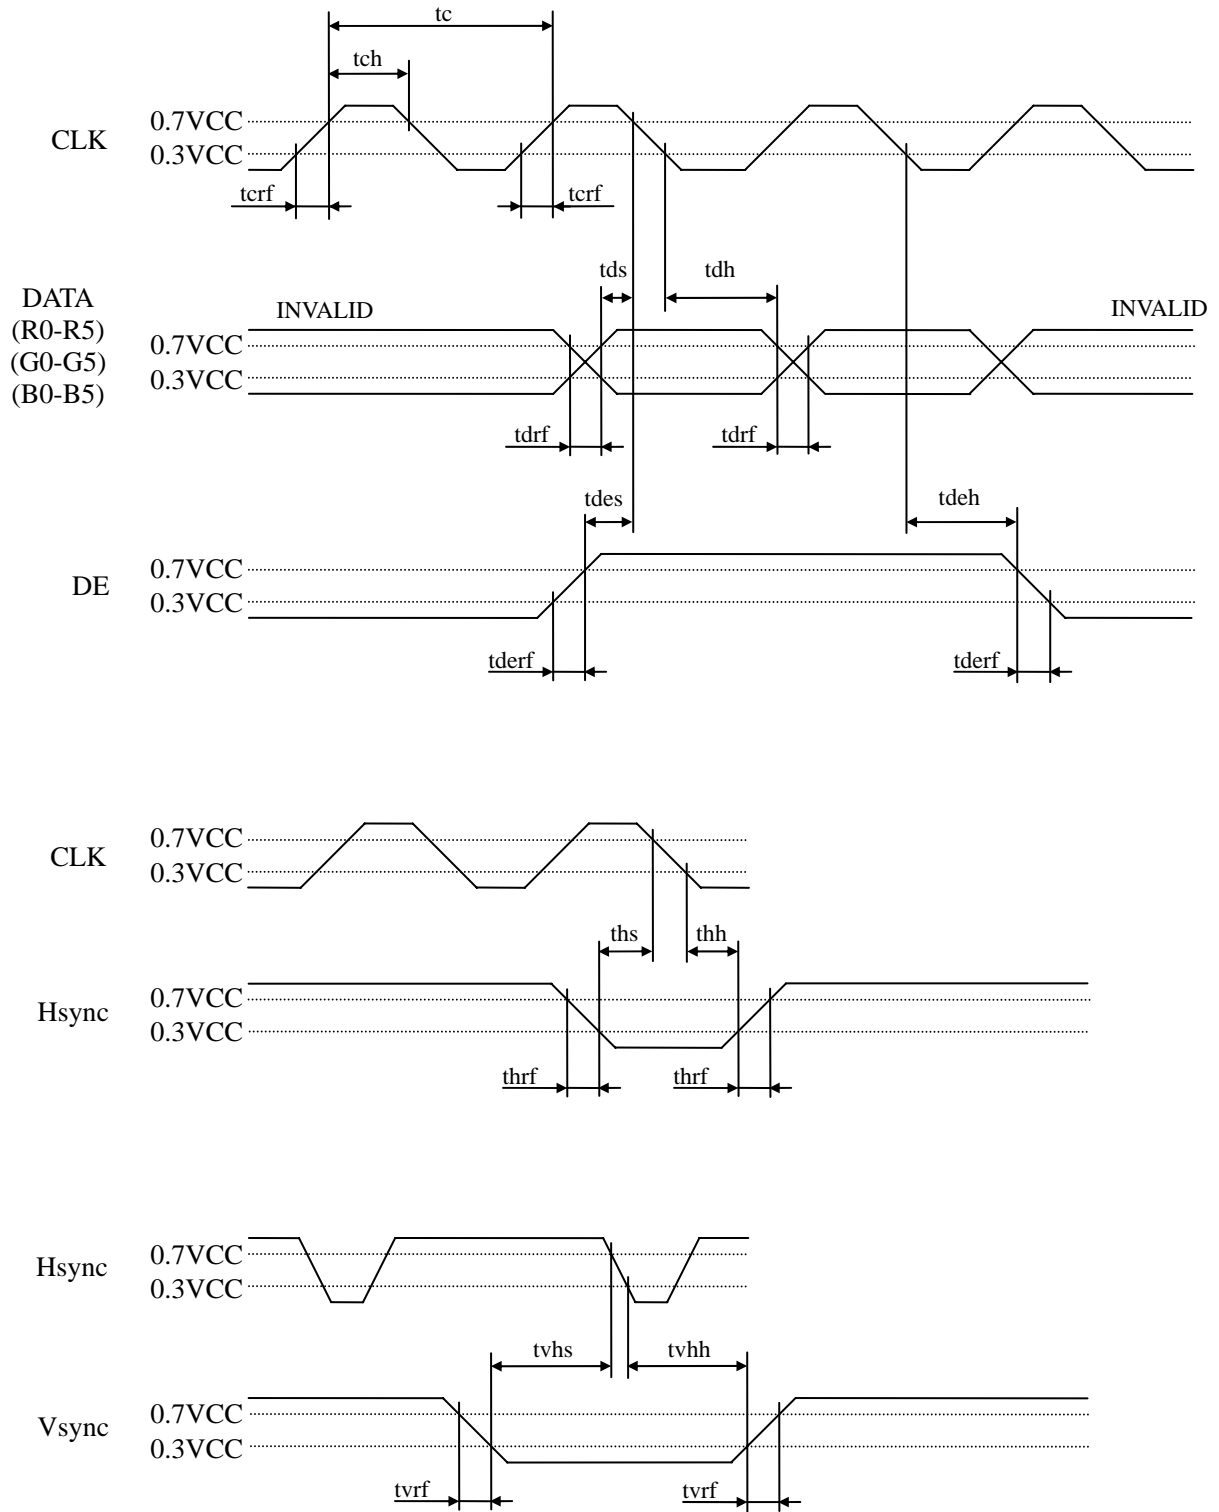 tc
tch
CLK
0.7VCC
0.3VCC
tcrf
tcrf
tds
tdh
DATA
(R0-R5)
(G0-G5)
(B0-B5)
INVALID
INVALID
0.7VCC
0.3VCC
tdrf
tdrf
tdes
tdeh
DE
0.7VCC
0.3VCC
tderf
tderf
CLK
0.7VCC
0.3VCC
ths
thh
Hsync
0.7VCC
0.3VCC
thrf
thrf
Hsync
0.7VCC
0.3VCC
tvhs
tvhh
Vsync
0.7VCC
0.3VCC
tvrf
tvrf